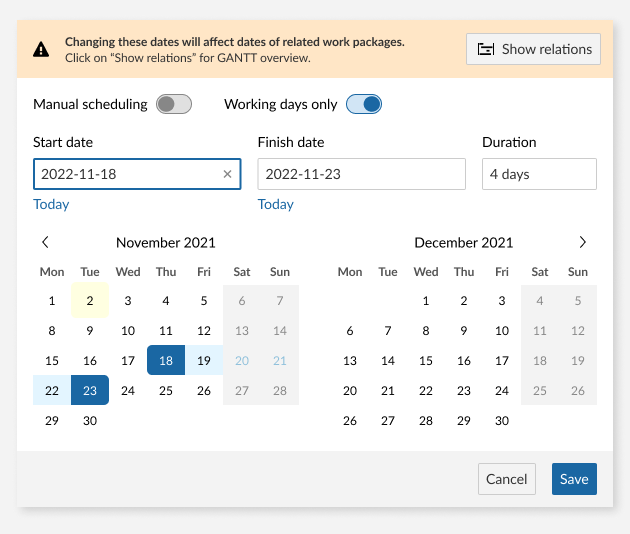 Changing these dates will affect dates of related work packages.
Click on “Show relations” for GANTT overview.
Show relations
Manual scheduling
Working days only
Start date
Finish date
Duration
2022-11-18
×
2022-11-23
4 days
Today
Today
November 2021
December 2021
Mon Tue Wed Thu Fri Sat Sun
1 2 3 4 5 6 7
8 9 10 11 12 13 14
15 16 17 18 19 20 21
22 23 24 25 26 27 28
29 30
Mon Tue Wed Thu Fri Sat Sun
1 2 3 4 5
6 7 8 9 10 11 12
13 14 15 16 17 18 19
20 21 22 23 24 25 26
26 27 28 29 30
Cancel
Save